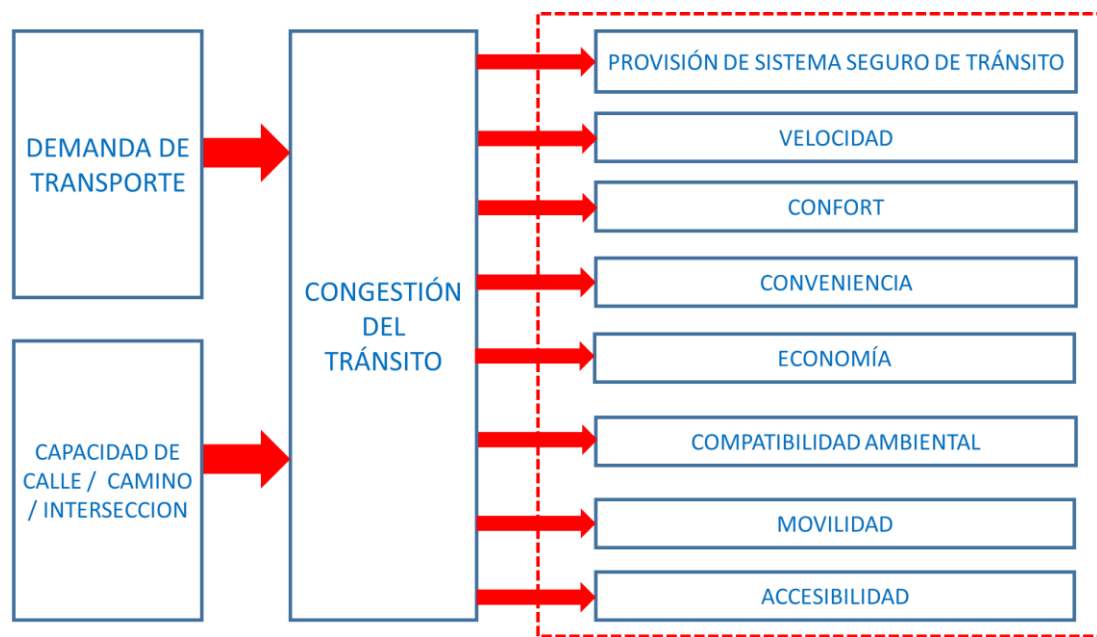 DEMANDA DE
TRANSPORTE
CAPACIDAD DE
CALLE / CAMINO
/ INTERSECCION
CONGESTIÓN
DEL
TRÁNSITO
PROVISIÓN DE SISTEMA SEGURO DE TRÁNSITO
VELOCIDAD
CONFORT
CONVENIENCIA
ECONOMÍA
COMPATIBILIDAD AMBIENTAL
MOVILIDAD
ACCESIBILIDAD